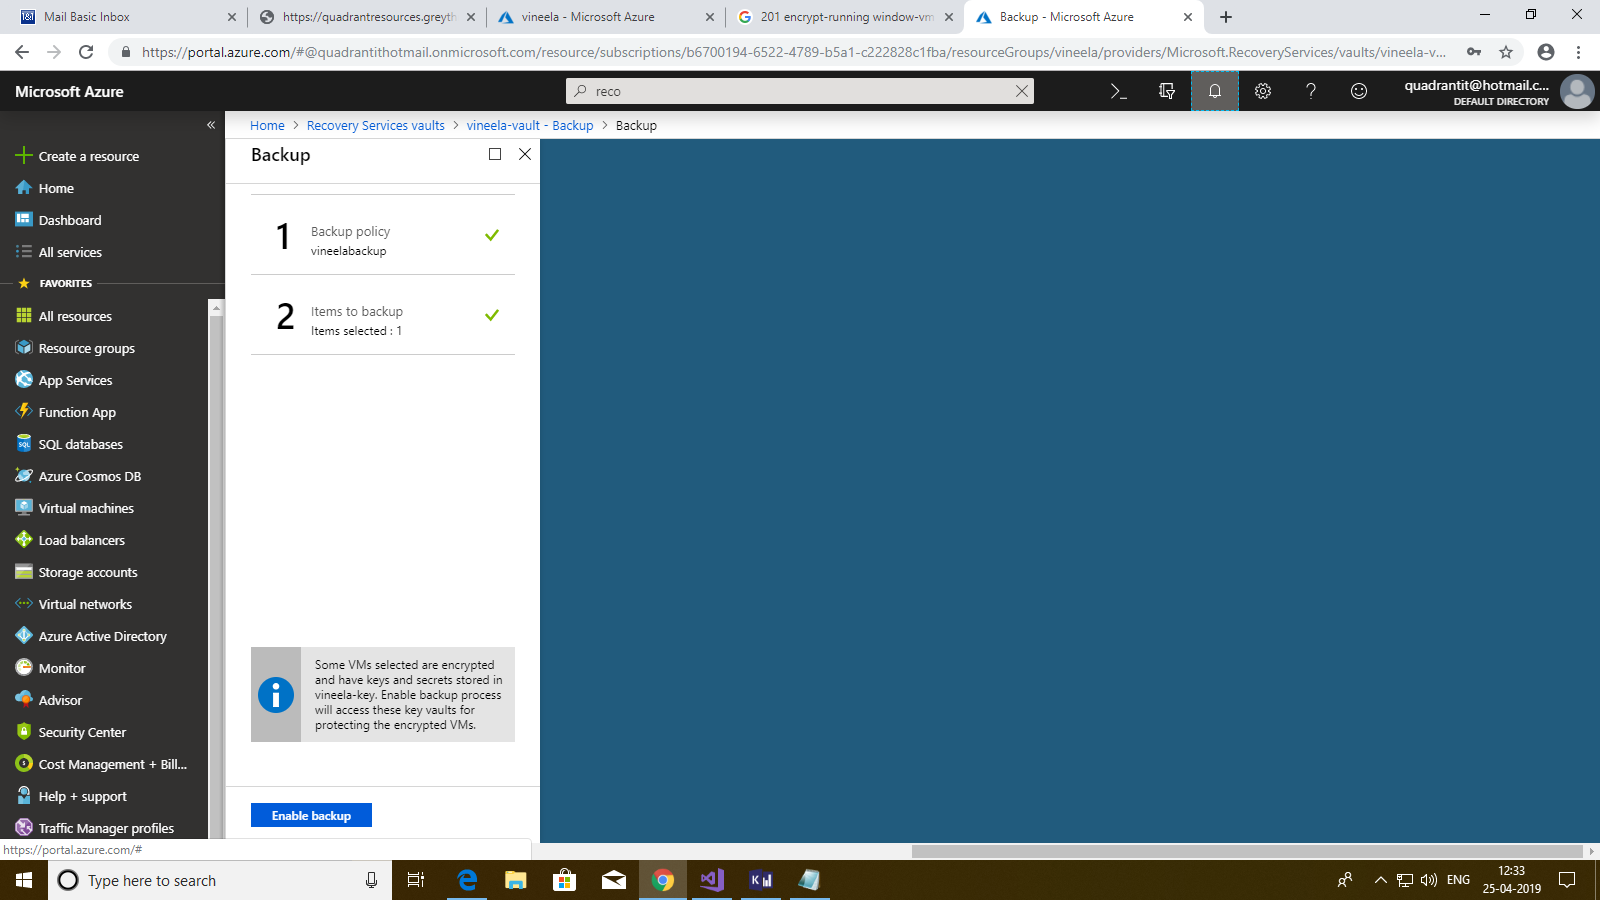 Mail Basic Inbox
https://quadrantresources.greyth
vineela - Microsoft Azure
201 encrypt-running window-vm
Backup - Microsoft Azure
https://portal.azure.com/#@quadrantithotmail.onmicrosoft.com/resource/subscriptions/b6700194-6522-4789-b5a1-c222828c1fba/resourceGroups/vineela/providers/Microsoft.RecoveryServices/vaults/vineela-v...
Microsoft Azure
reco
quadrantit@hotmail.c...
DEFAULT DIRECTORY
Home > Recovery Services vaults > vineela-vault - Backup > Backup
Create a resource
Home
Dashboard
All services
FAVORITES
All resources
Resource groups
App Services
Function App
SQL databases
Azure Cosmos DB
Virtual machines
Load balancers
Storage accounts
Virtual networks
Azure Active Directory
Monitor
Advisor
Security Center
Cost Management + Bill...
Help + support
Traffic Manager profiles
Backup
1 Backup policy
vineelabackup
2 Items to backup
Items selected : 1
Some VMs selected are encrypted
and have keys and secrets stored in
vineela-key. Enable backup process
will access these key vaults for
protecting the encrypted VMs.
Enable backup
https://portal.azure.com/#
Type here to search
ENG
12:33
25-04-2019